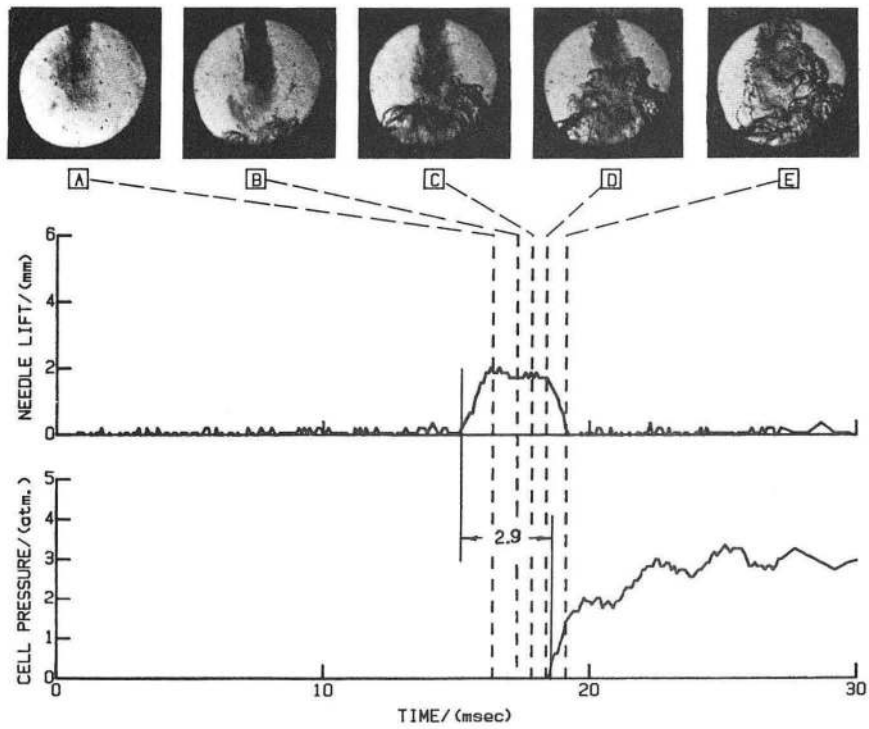 A B C D E
6
4
2
0
NEEDLE LIFT/(mm)
5
4
3
2
1
0
CELL PRESSURE/(atm.)
2.9
0 10 20 30
TIME/(msec)